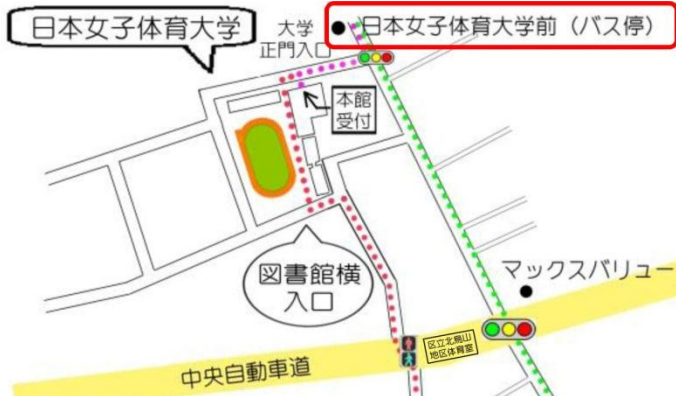 日本女子体育大学
大学
正門入口
日本女子体育大学前（バス停）
本館
受付
図書館横
入口
マックスバリュー
区立北烏山
地区体育室
中央自動車道